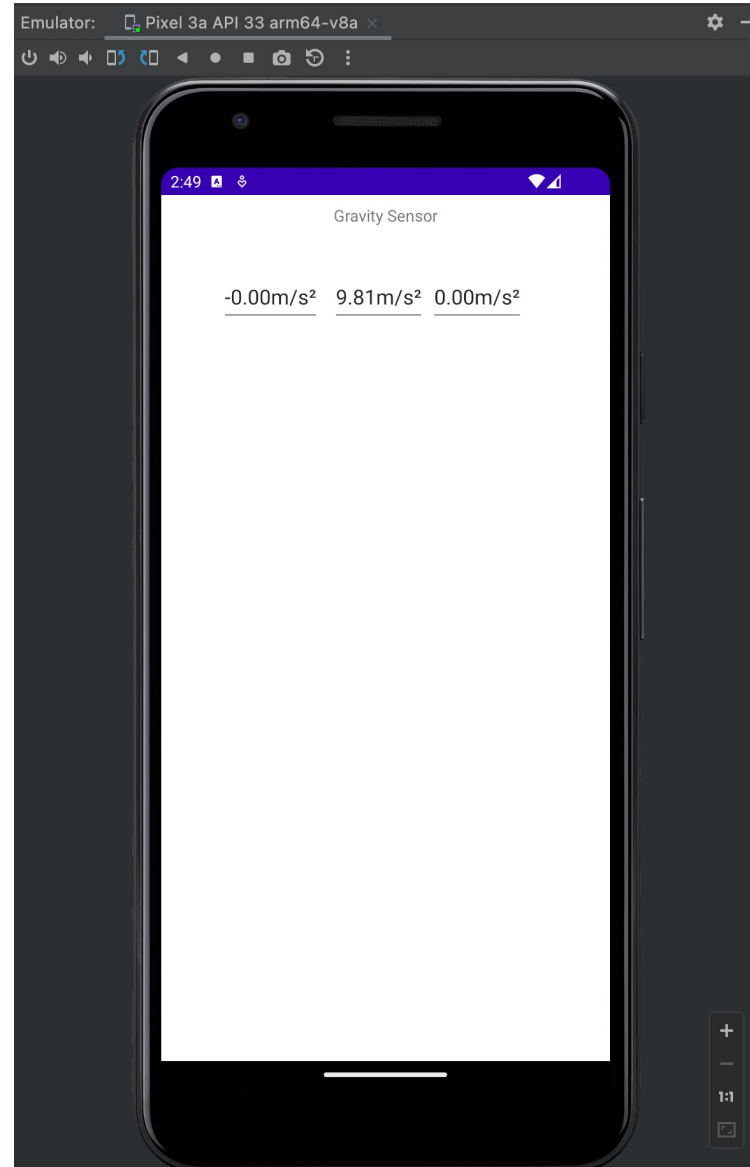 Emulator: Pixel 3a API 33 arm64-v8a
2:49
Gravity Sensor
-0.00m/s² 9.81m/s² 0.00m/s²
1:1